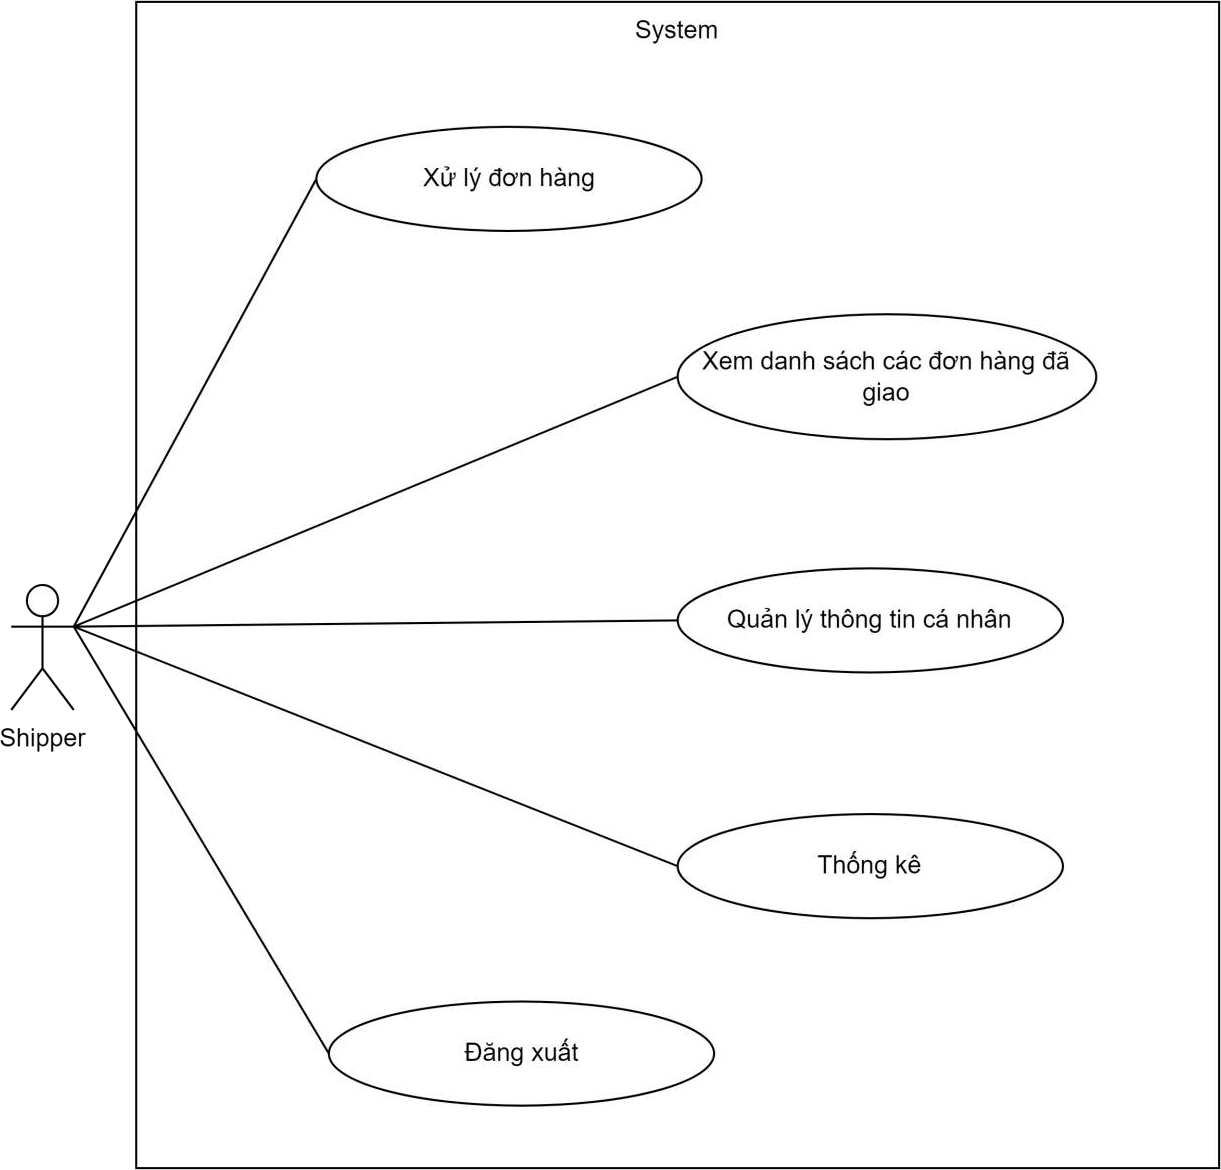 System
Xử lý đơn hàng
Xem danh sách các đơn hàng đã
giao
Quản lý thông tin cá nhân
Shipper
Thống kê
Đăng xuất